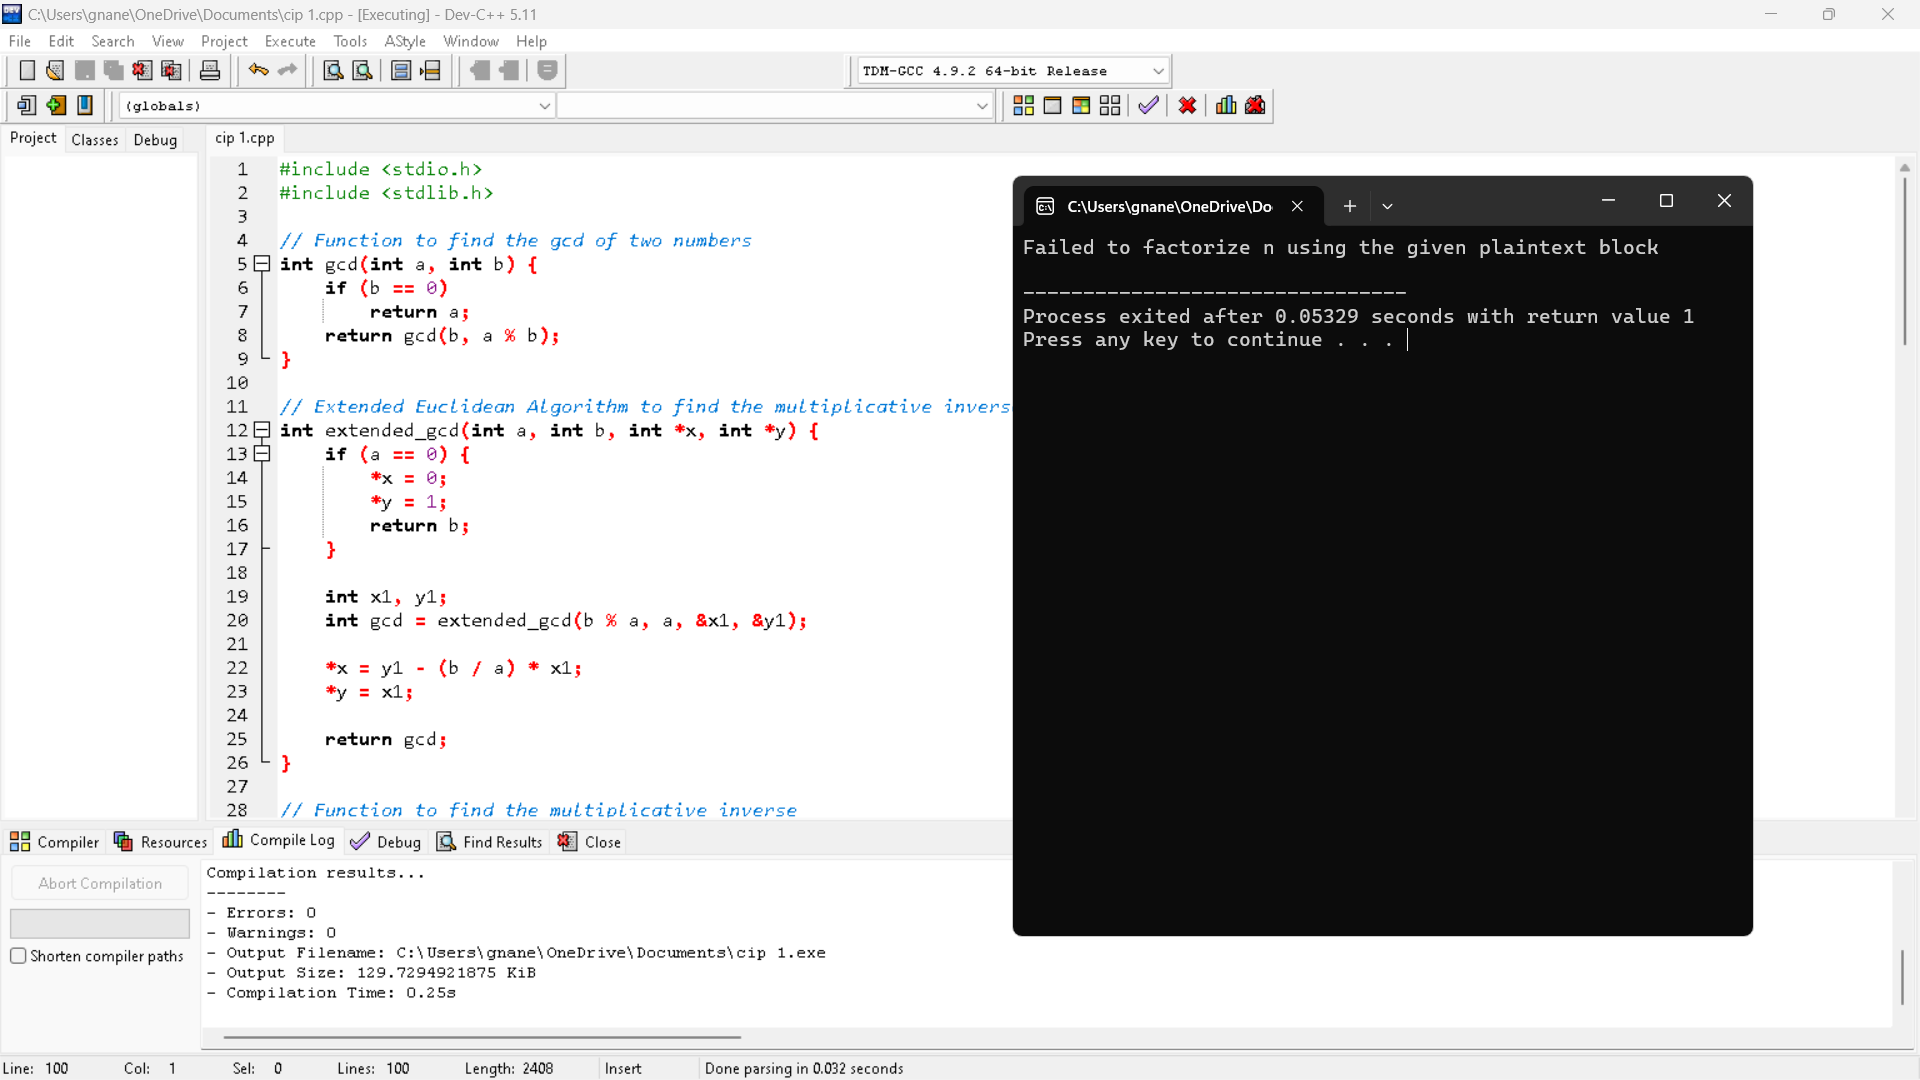 C:\Users\gnane\OneDrive\Documents\cip 1.cpp - [Executing] - Dev-C++ 5.11
File Edit Search View Project Execute Tools AStyle Window Help
TDM-GCC 4.9.2 64-bit Release
(globals)
Project Classes Debug
cip 1.cpp
1 #include <stdio.h>
2 #include <stdlib.h>
3
4 // Function to find the gcd of two numbers
5 int gcd(int a, int b) {
6 if (b == 0)
7 return a;
8 return gcd(b, a % b);
9 }
10
11 // Extended Euclidean Algorithm to find the multiplicative invers
12 int extended_gcd(int a, int b, int *x, int *y) {
13 if (a == 0) {
14 *x = 0;
15 *y = 1;
16 return b;
17 }
18
19 int x1, y1;
20 int gcd = extended_gcd(b % a, a, &x1, &y1);
21
22 *x = y1 - (b / a) * x1;
23 *y = x1;
24
25 return gcd;
26 }
27
28 // Function to find the multiplicative inverse
C:\Users\gnane\OneDrive\Do
Failed to factorize n using the given plaintext block
--------------------------------
Process exited after 0.05329 seconds with return value 1
Press any key to continue . . .
Compiler Resources Compile Log Debug Find Results Close
Abort Compilation
Shorten compiler paths
Compilation results...
--------
- Errors: 0
- Warnings: 0
- Output Filename: C:\Users\gnane\OneDrive\Documents\cip 1.exe
- Output Size: 129.7294921875 KiB
- Compilation Time: 0.25s
Line: 100 Col: 1 Sel: 0 Lines: 100 Length: 2408 Insert Done parsing in 0.032 seconds